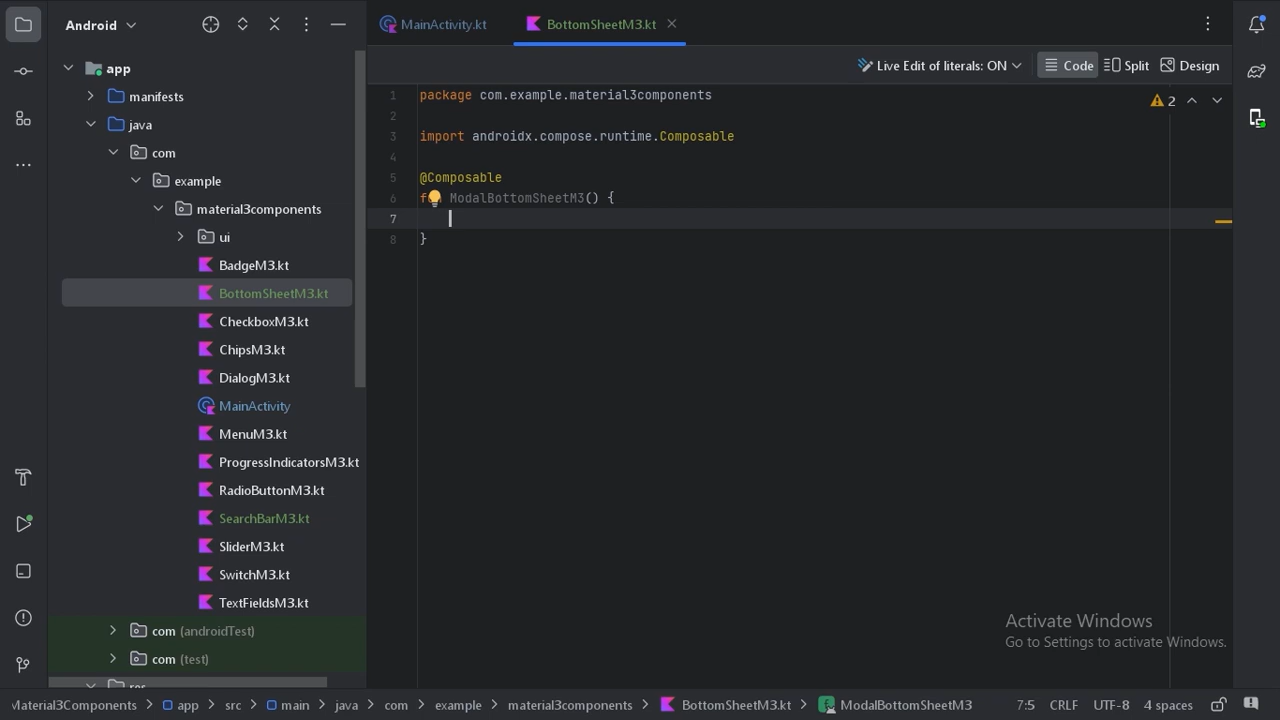 Android
MainActivity.kt
BottomSheetM3.kt
Live Edit of literals: ON
Code
Split
Design
app
manifests
java
com
example
material3components
ui
BadgeM3.kt
BottomSheetM3.kt
CheckboxM3.kt
ChipsM3.kt
DialogM3.kt
MainActivity
MenuM3.kt
ProgressIndicatorsM3.kt
RadioButtonM3.kt
SearchBarM3.kt
SliderM3.kt
SwitchM3.kt
TextFieldsM3.kt
com (androidTest)
com (test)
1 package com.example.material3components
2
3 import androidx.compose.runtime.Composable
4
5 @Composable
6 fun ModalBottomSheetM3() {
7
8 }
2
Activate Windows
Go to Settings to activate Windows.
Material3Components
app
src
main
java
com
example
material3components
BottomSheetM3.kt
ModalBottomSheetM3
7:5
CRLF
UTF-8
4 spaces